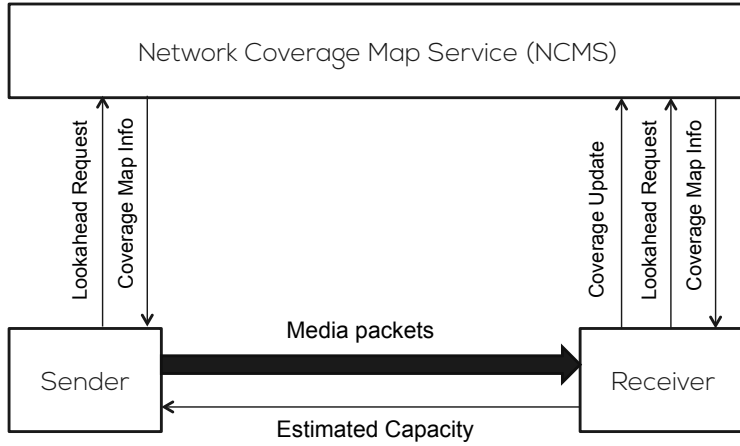 Network Coverage Map Service (NCMS)
Lookahead Request
Coverage Map Info
Coverage Update
Lookahead Request
Coverage Map Info
Media packets
Sender
Receiver
Estimated Capacity